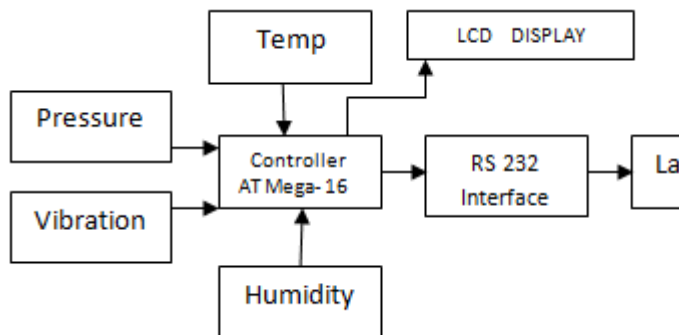 Temp
LCD DISPLAY
Pressure
Controller
AT Mega-16
RS 232
Interface
Vibration
Humidity